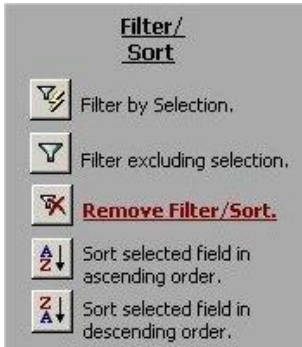 Filter/
Sort
Filter by Selection.
Filter excluding selection.
Remove Filter/Sort.
A
Z
Sort selected field in
ascending order.
Z
A
Sort selected field in
descending order.